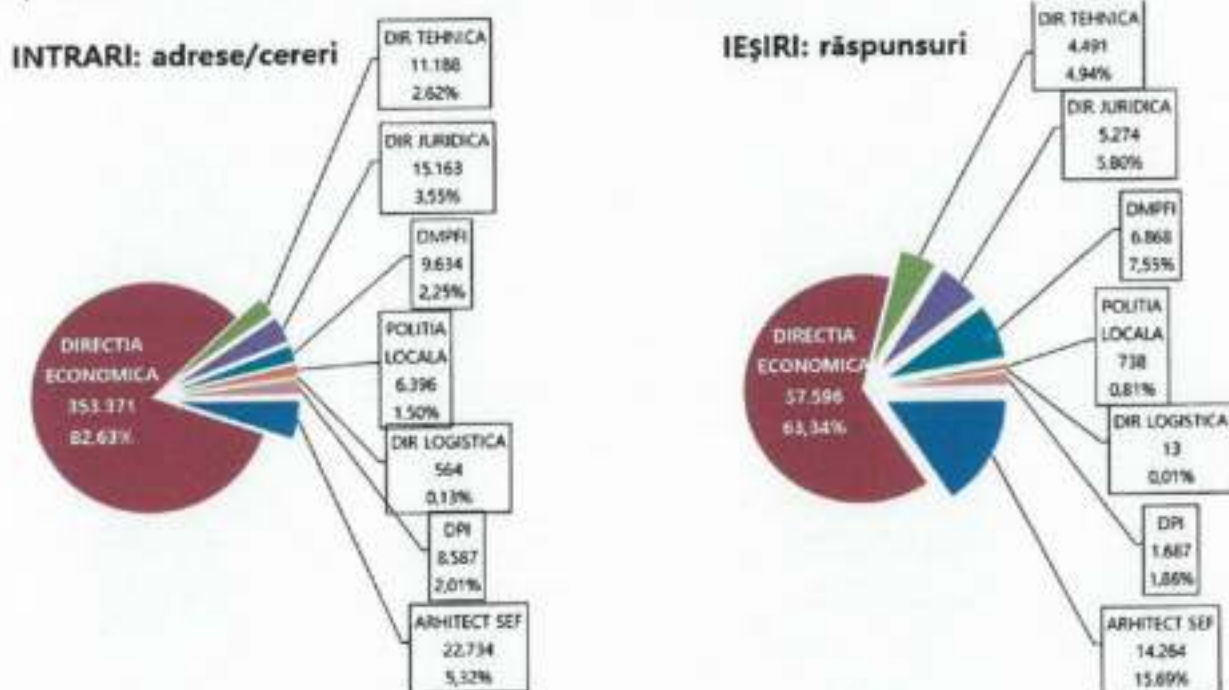 INTRARI: adrese/cereri
DIR TEHNICA
11.188
2.62%
DIR JURIDICA
15.163
3,55%
DMPFI
9.634
2,25%
POLITIA
LOCALA
6.396
1.50%
DIR LOGISTICA
564
0,13%
DPI
8.587
2,01%
ARHITECT SEF
22.734
5,32%
DIRECTIA
ECONOMICA
353.371
82.63%
IEȘIRI: răspunsuri
DIR TEHNICA
4.491
4,94%
DIR JURIDICA
5.274
5,80%
DMPFI
6.868
7,55%
POLITIA
LOCALA
738
0,81%
DIR LOGISTICA
13
0,01%
DPI
1.687
1,86%
ARHITECT SEF
14.264
15.69%
DIRECTIA
ECONOMICA
57.596
63,34%